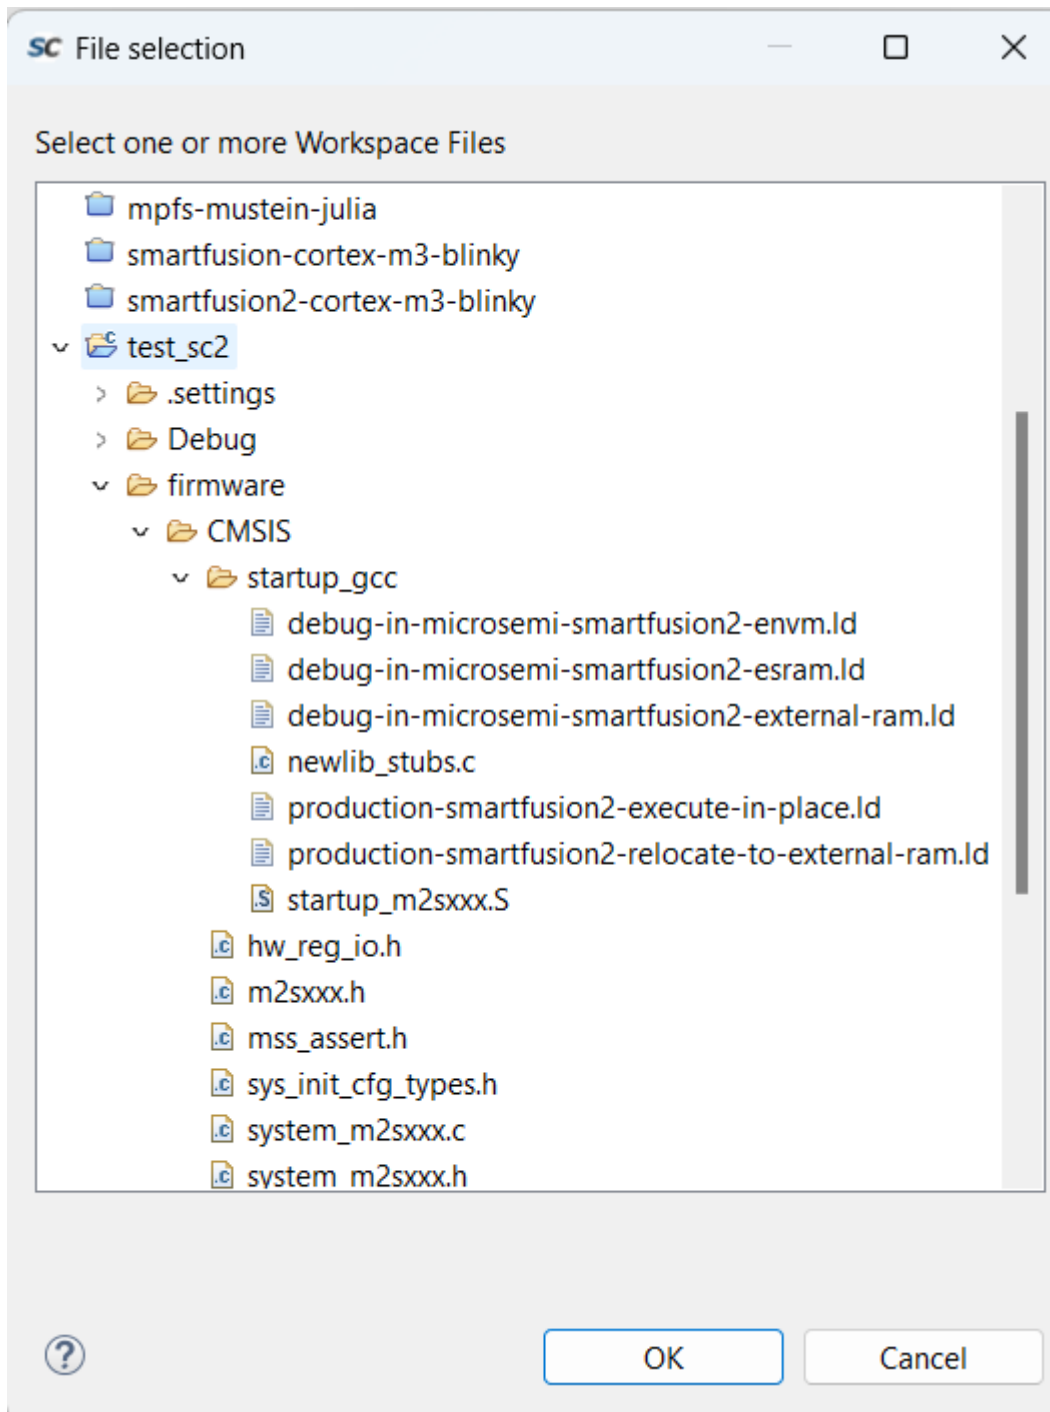 SC File selection
Select one or more Workspace Files
mpfs-mustein-julia
smartfusion-cortex-m3-blinky
smartfusion2-cortex-m3-blinky
test_sc2
.settings
Debug
firmware
CMSIS
startup_gcc
debug-in-microsemi-smartfusion2-envm.ld
debug-in-microsemi-smartfusion2-esram.ld
debug-in-microsemi-smartfusion2-external-ram.ld
.c newlib_stubs.c
production-smartfusion2-execute-in-place.ld
production-smartfusion2-relocate-to-external-ram.ld
.S startup_m2sxxx.S
.c hw_reg_io.h
.c m2sxxx.h
.c mss_assert.h
.c sys_init_cfg_types.h
.c system_m2sxxx.c
.c system_m2sxxx.h
? OK Cancel